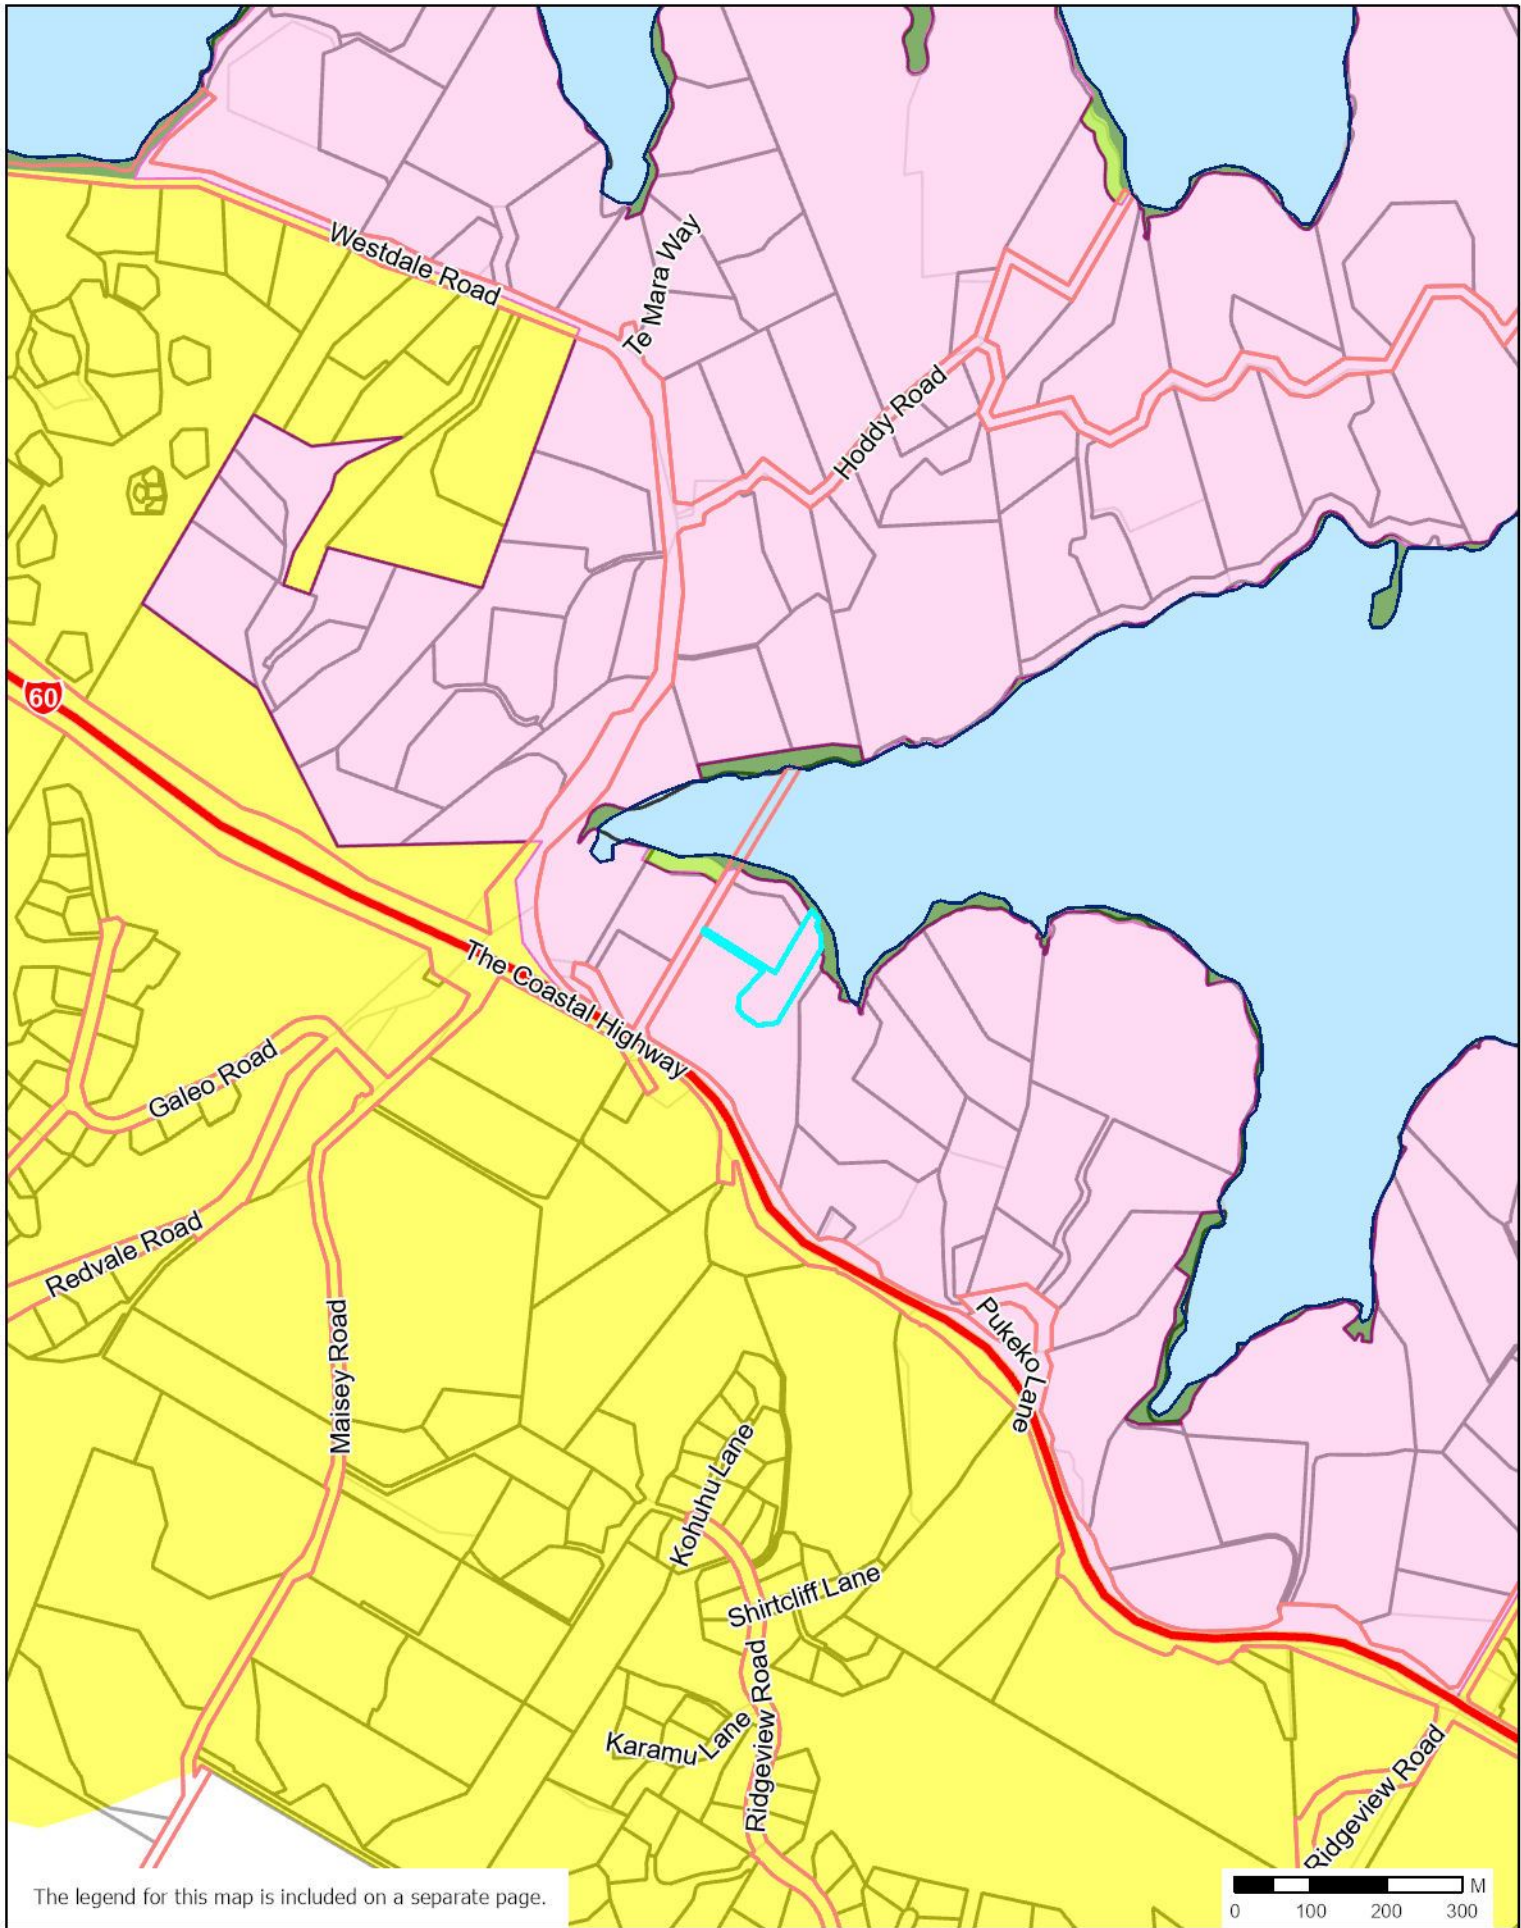 Westdale Road
Te Mara Way
Hoddy Road
60
The Coastal Highway
Galeo Road
Redvale Road
Maisey Road
Pukeko Lane
Kohuhu Lane
Shirtcliff Lane
Ridgeview Road
Karamu Lane
Ridgeview Road
The legend for this map is included on a separate page.
M
0 100 200 300